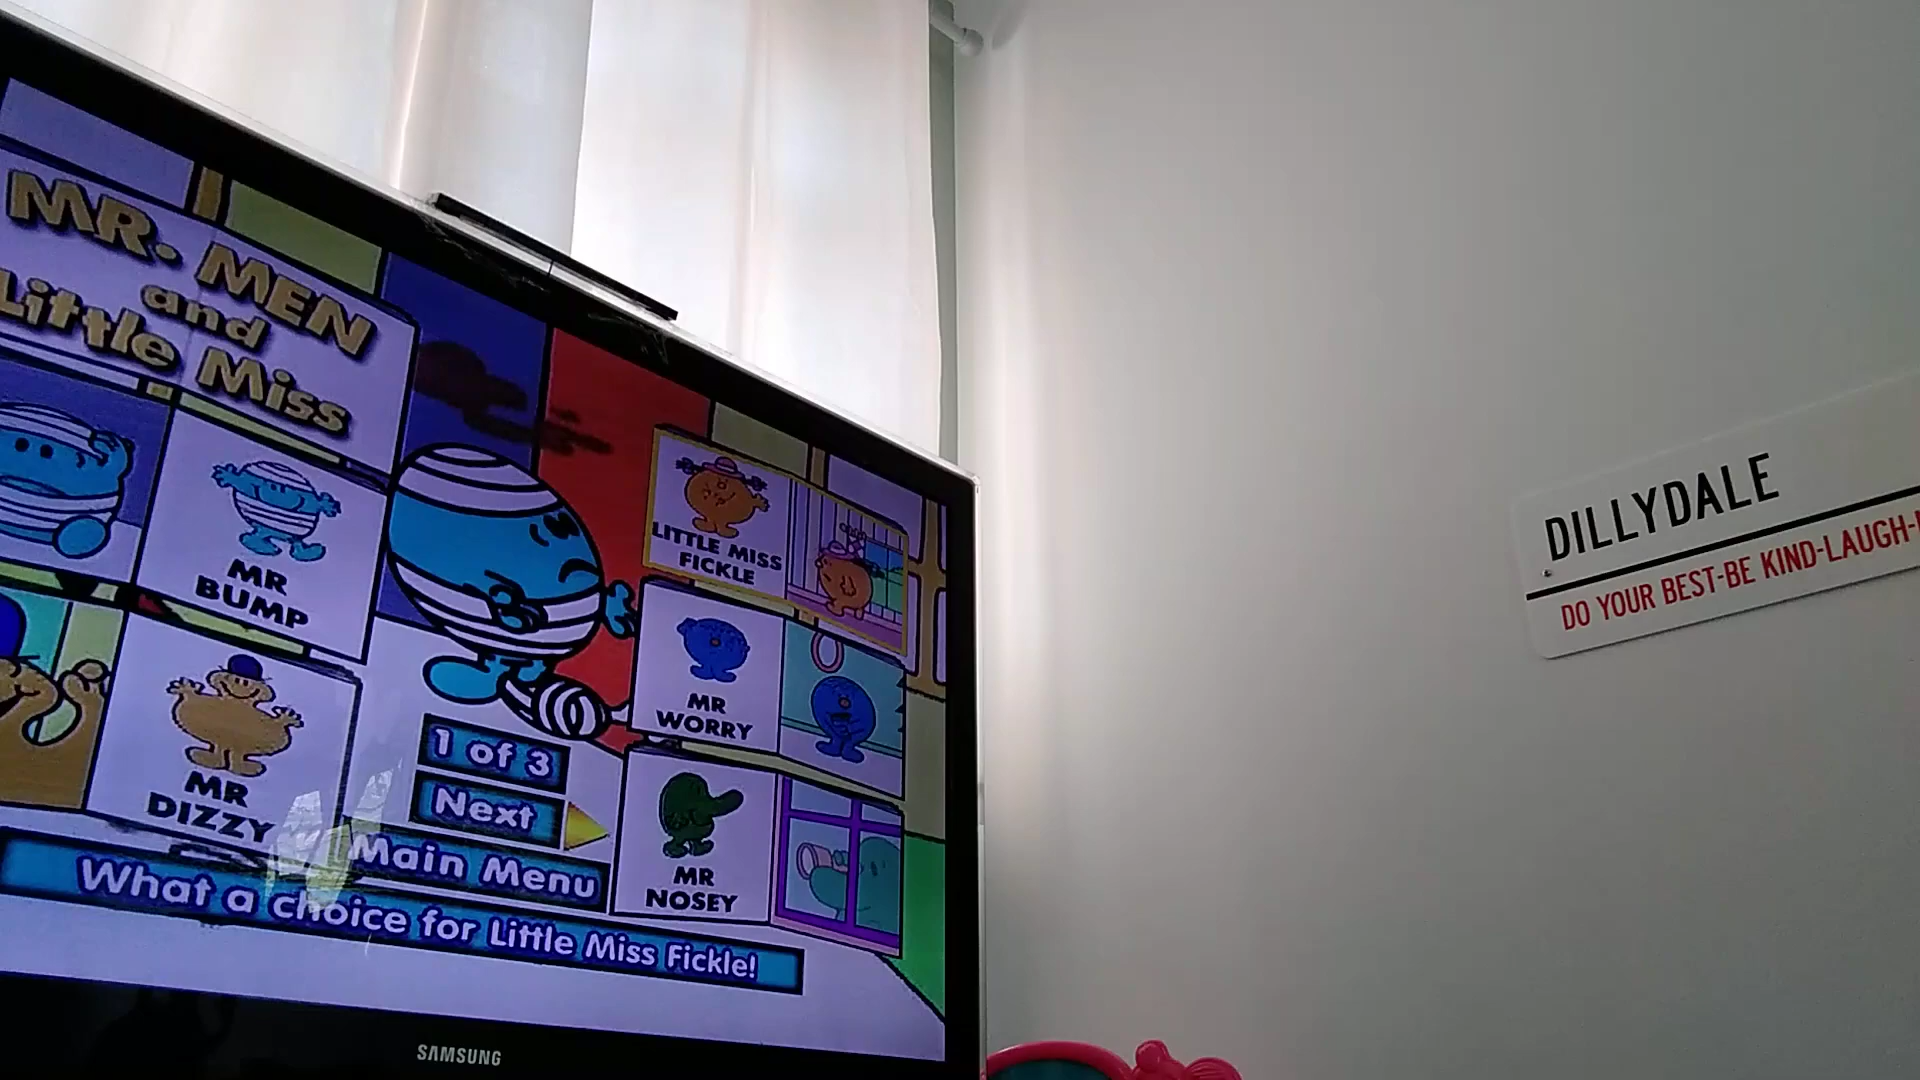 MR. MEN
and
Little Miss
MR
BUMP
MR
DIZZY
LITTLE MISS
FICKLE
MR
WORRY
MR
NOSEY
1 of 3
Next
Main Menu
What a choice for Little Miss Fickle!
SAMSUNG
DILLYDALE
DO YOUR BEST-BE KIND-LAUGH-